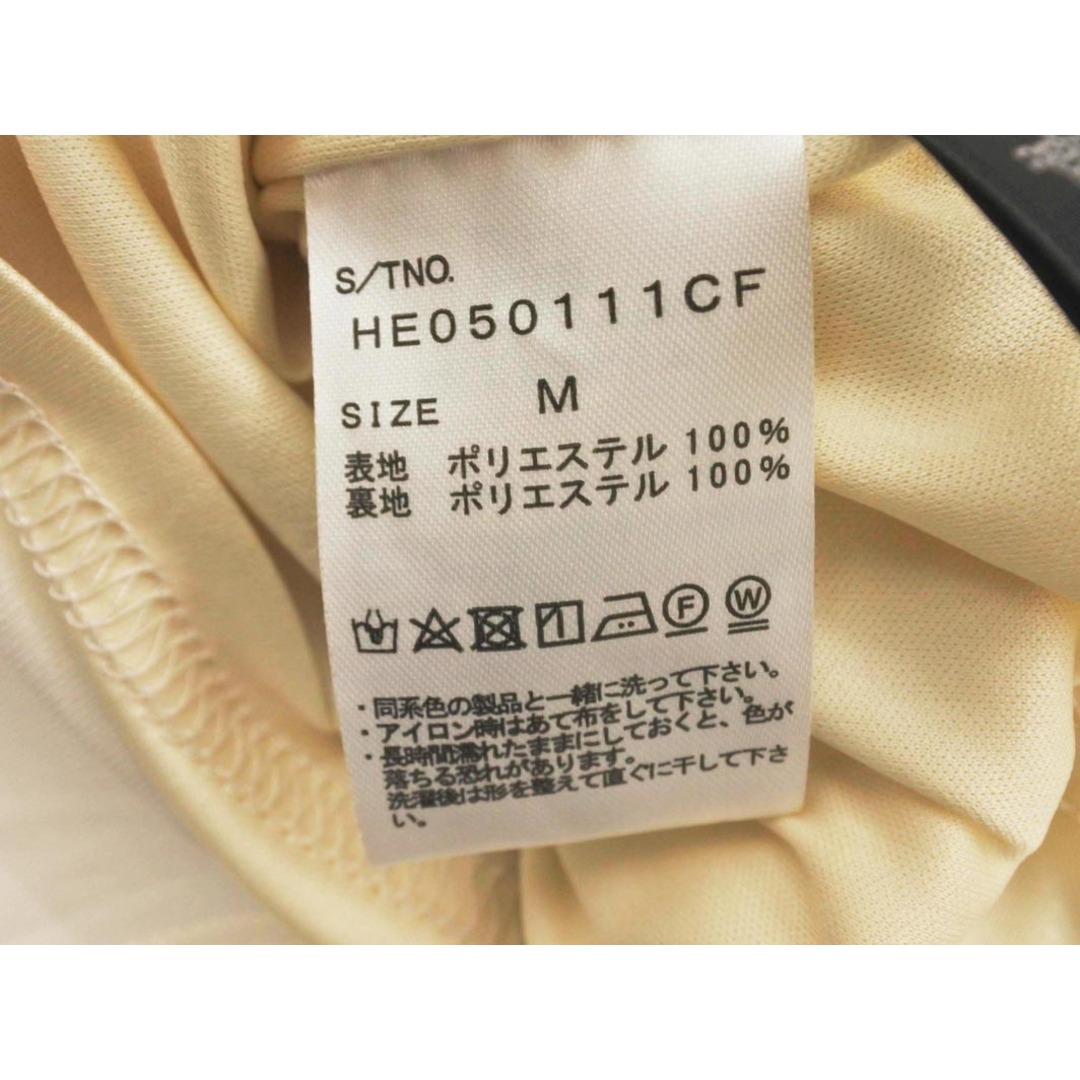 S/TNO.
HE050111CF
SIZE M
表地 ポリエステル 100%
裏地 ポリエステル 100%
F W
・同系色の製品と一緒に洗って下さい。
・アイロン時はあて布をして下さい。
・長時間濡れたままにしておくと、色が
落ちる恐れがあります。
洗濯後は形を整えて直ぐに干して下さ
い。